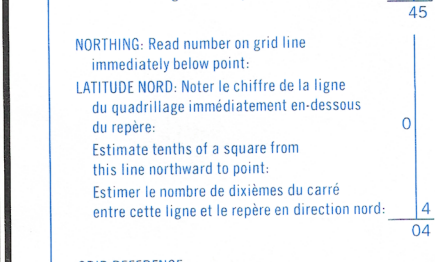 45
NORTHING: Read number on grid line
immediately below point:
LATITUDE NORD: Noter le chiffre de la ligne
du quadrillage immédiatement en-dessous
du repère: 0
Estimate tenths of a square from
this line northward to point:
Estimer le nombre de dixièmes du carré
entre cette ligne et le repère en direction nord: 4
04